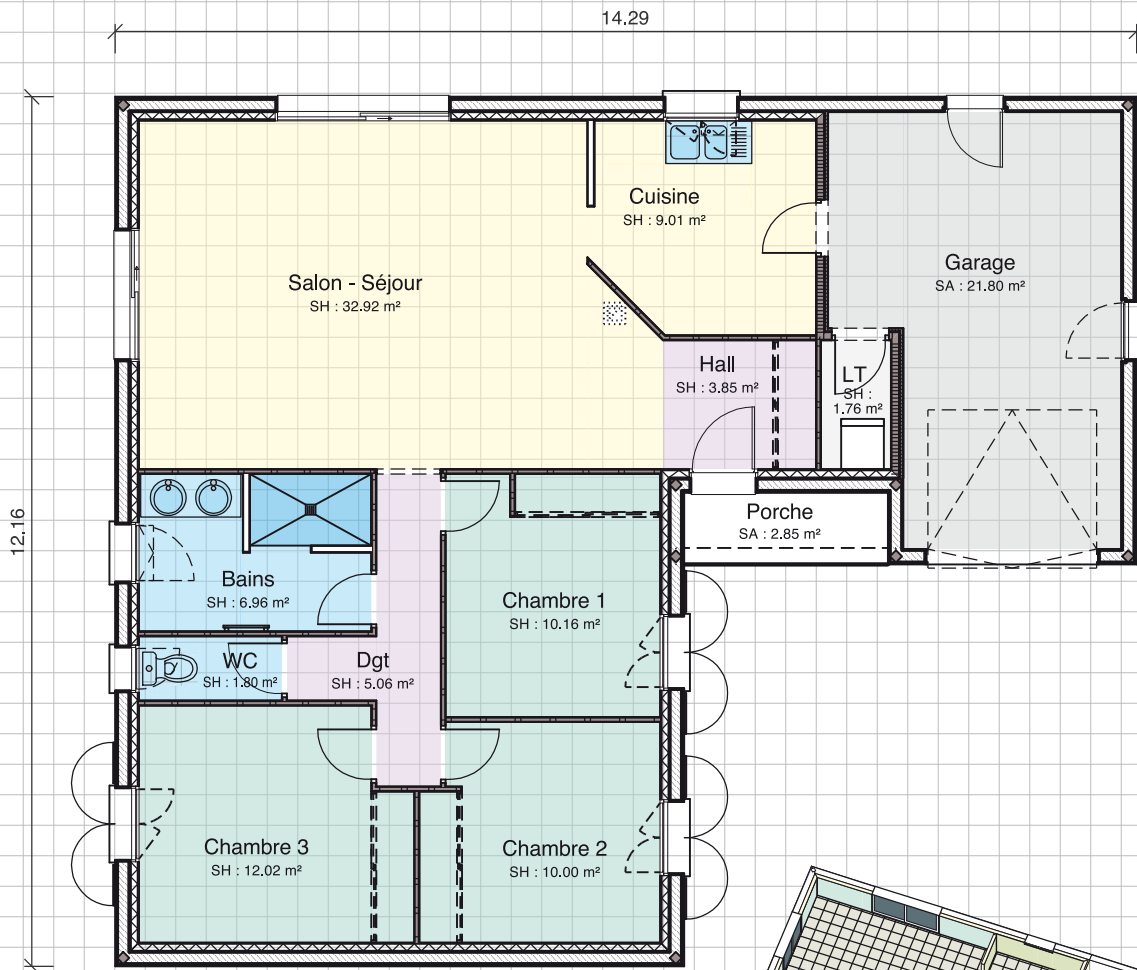 14.29
12.16
Cuisine
SH : 9.01 m²
Salon - Séjour
SH : 32.92 m²
Garage
SA : 21.80 m²
Hall
SH : 3.85 m²
LT
SH :
1.76 m²
Porche
SA : 2.85 m²
Bains
SH : 6.96 m²
Chambre 1
SH : 10.16 m²
WC
SH : 1.80 m²
Dgt
SH : 5.06 m²
Chambre 3
SH : 12.02 m²
Chambre 2
SH : 10.00 m²